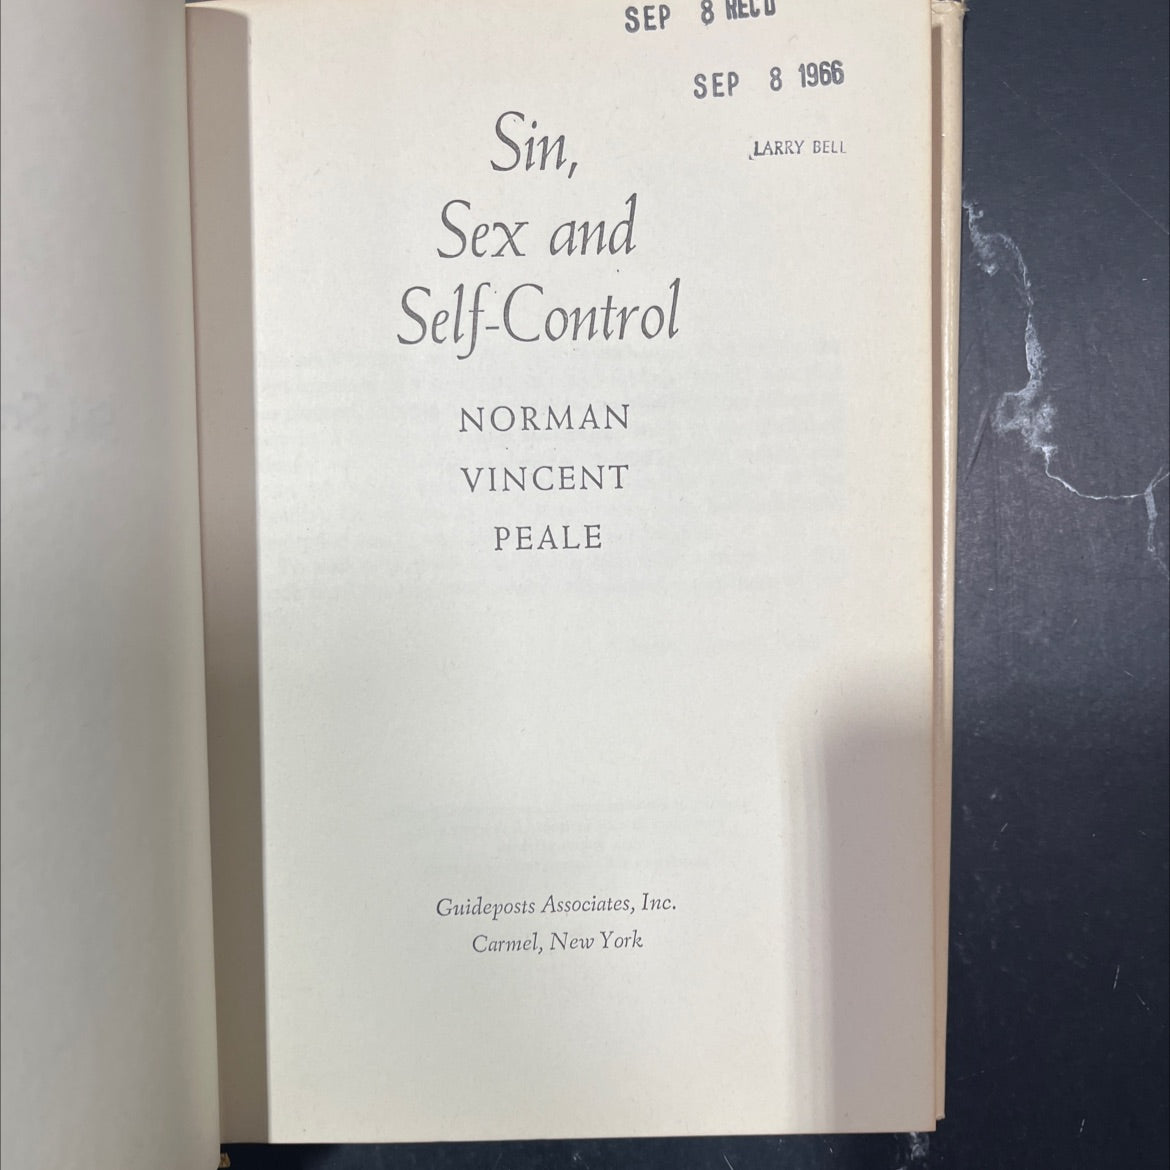 SEP 8 REC'D
SEP 8 1966
LARRY BELL
Sin,
Sex and
Self-Control
NORMAN
VINCENT
PEALE
Guideposts Associates, Inc.
Carmel, New York